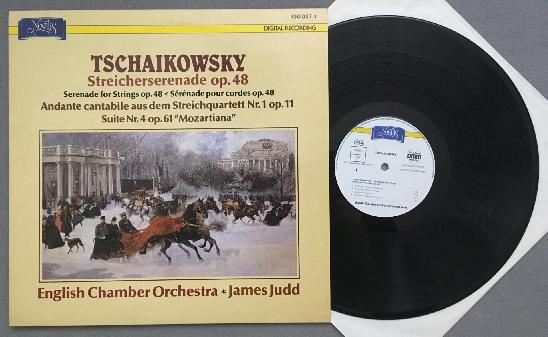 Novalis
150 057-1
DIGITAL RECORDING
TSCHAIKOWSKY
Streicherserenade op. 48
Serenade for Strings op. 48 • Sérénade pour cordes op. 48
Andante cantabile aus dem Streichquartett Nr. 1 op. 11
Suite Nr. 4 op. 61 "Mozartiana"
English Chamber Orchestra * James Judd
TSCHAIKOWSKY
DMM